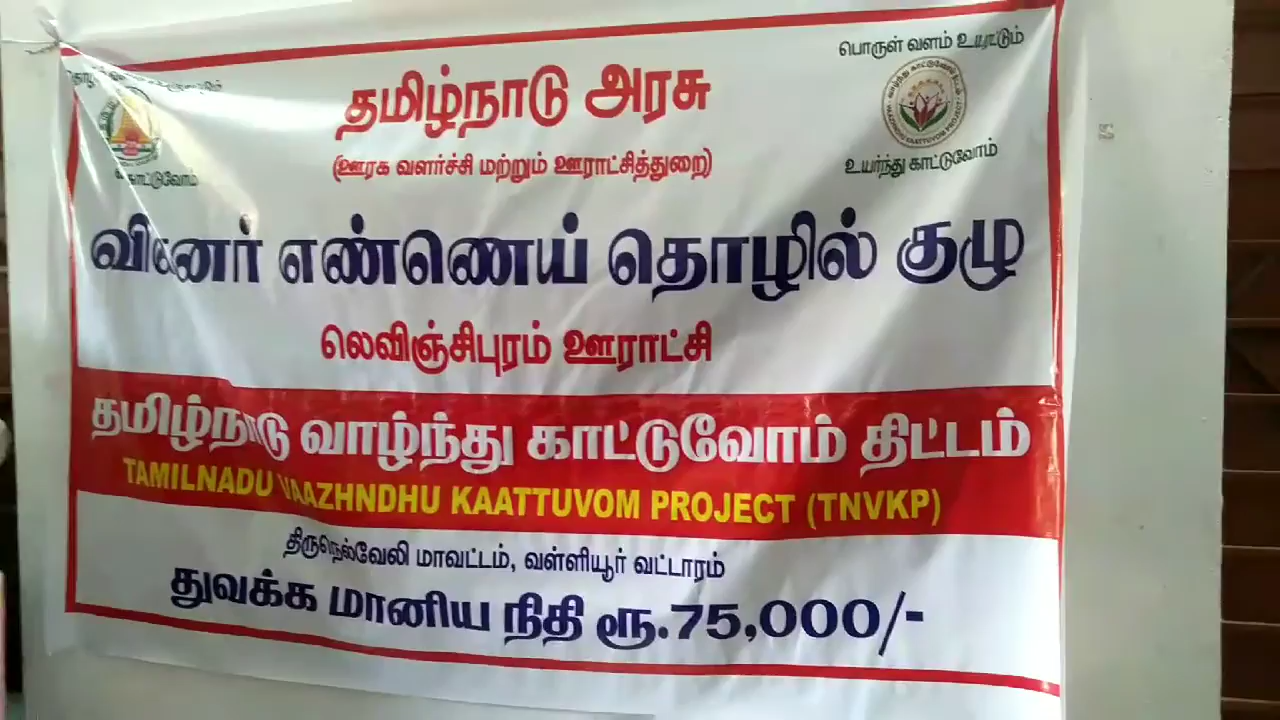 பொருள் வளம் உயர்ட்டும்
தமிழ்நாடு அரசு
உயர்ந்து காட்டுவோம்
(ஊரக வளர்ச்சி மற்றும் ஊராட்சித்துறை)
எண்ணெய் தொழில் குழு
லெவிஞ்சிபுரம் ஊராட்சி
தமிழ்நாடு வாழ்ந்து காட்டுவோம் திட்டம்
TAMILNADU VAAZHNDHU KAATTUVOM PROJECT (TNVKP)
திருநெல்வேலி மாவட்டம், வள்ளியூர் வட்டாரம்
துவக்க மானிய நிதி ரூ.75,000/-